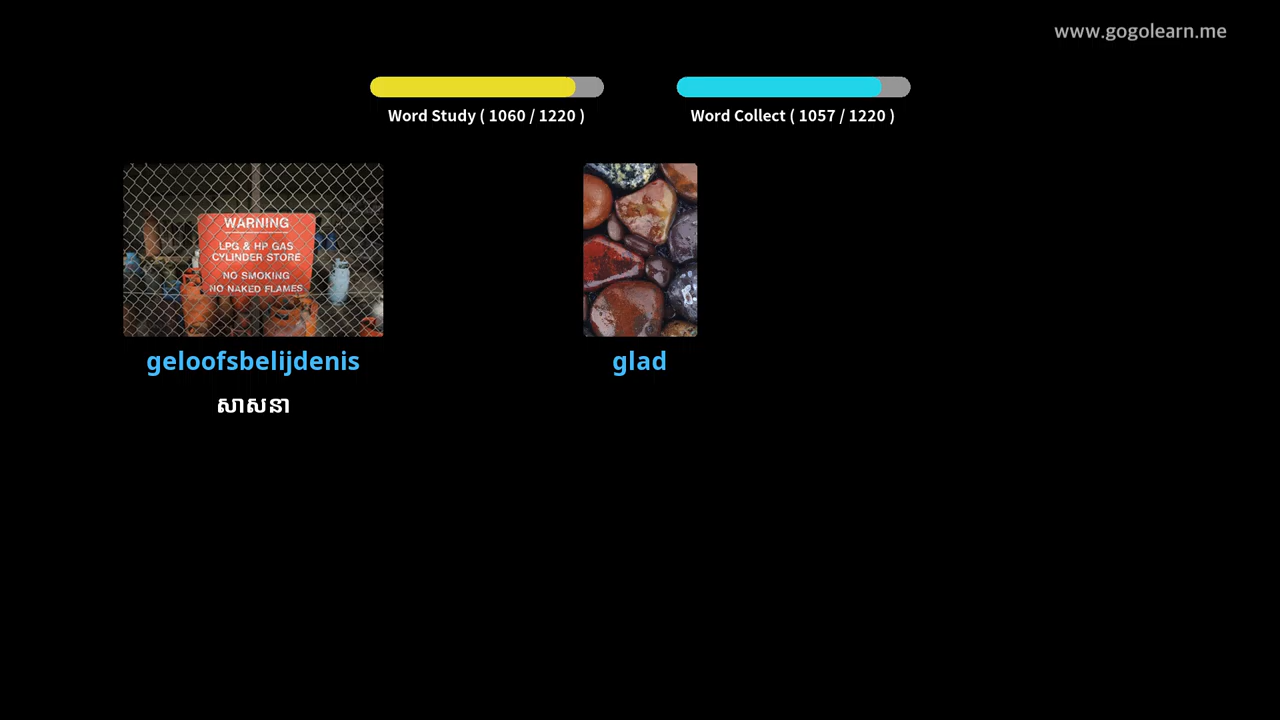 www.gogolearn.me
Word Study ( 1060 / 1220 )
Word Collect ( 1057 / 1220 )
WARNING
LPG & HP GAS
CYLINDER STORE
NO SMOKING
NO NAKED FLAMES
geloofsbelijdenis
glad
សាសនា